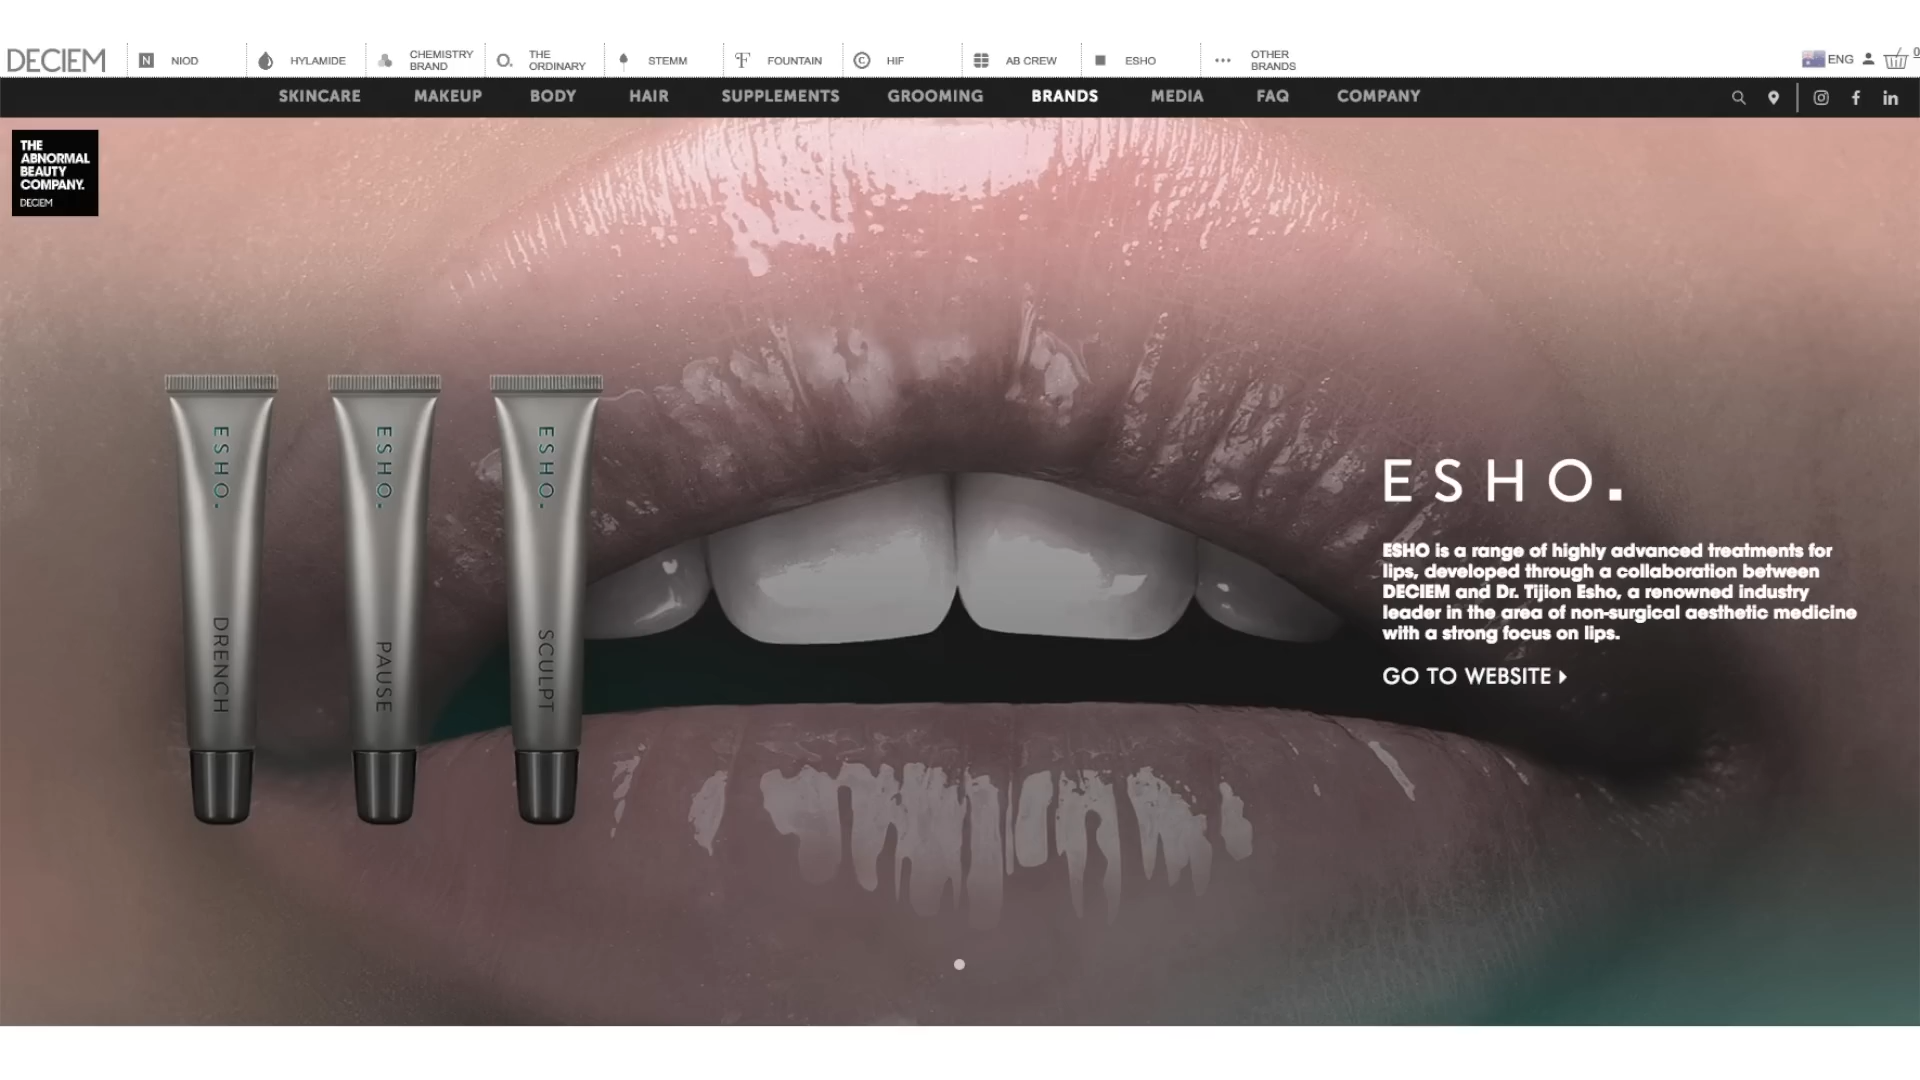 DECIEM
NIOD
HYLAMIDE
CHEMISTRY
BRAND
THE
ORDINARY
STEMM
FOUNTAIN
HIF
AB CREW
ESHO
OTHER
BRANDS
ENG
0
SKINCARE
MAKEUP
BODY
HAIR
SUPPLEMENTS
GROOMING
BRANDS
MEDIA
FAQ
COMPANY
THE
ABNORMAL
BEAUTY
COMPANY.
DECIEM
ESHO.
DRENCH
ESHO.
PAUSE
ESHO.
SCULPT
ESHO.
ESHO is a range of highly advanced treatments for
lips, developed through a collaboration between
DECIEM and Dr. Tijion Esho, a renowned industry
leader in the area of non-surgical aesthetic medicine
with a strong focus on lips.
GO TO WEBSITE